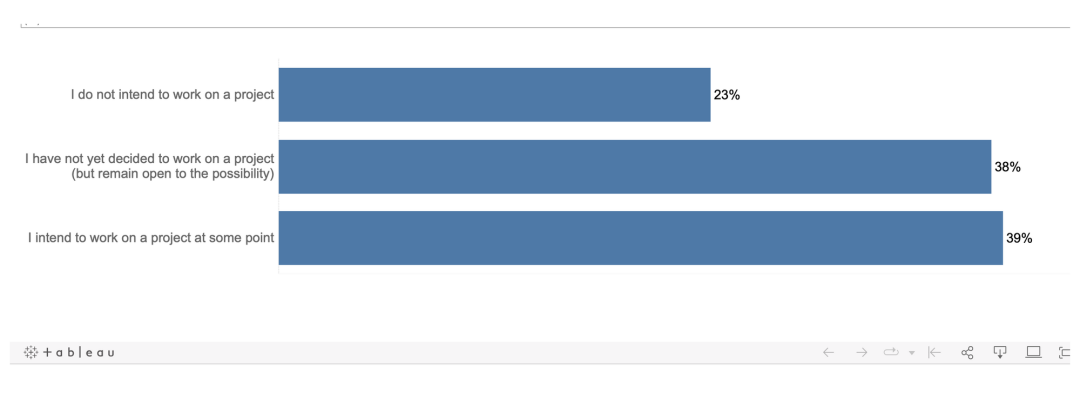 I do not intend to work on a project
23%
I have not yet decided to work on a project
(but remain open to the possibility)
38%
I intend to work on a project at some point
39%
+ableau